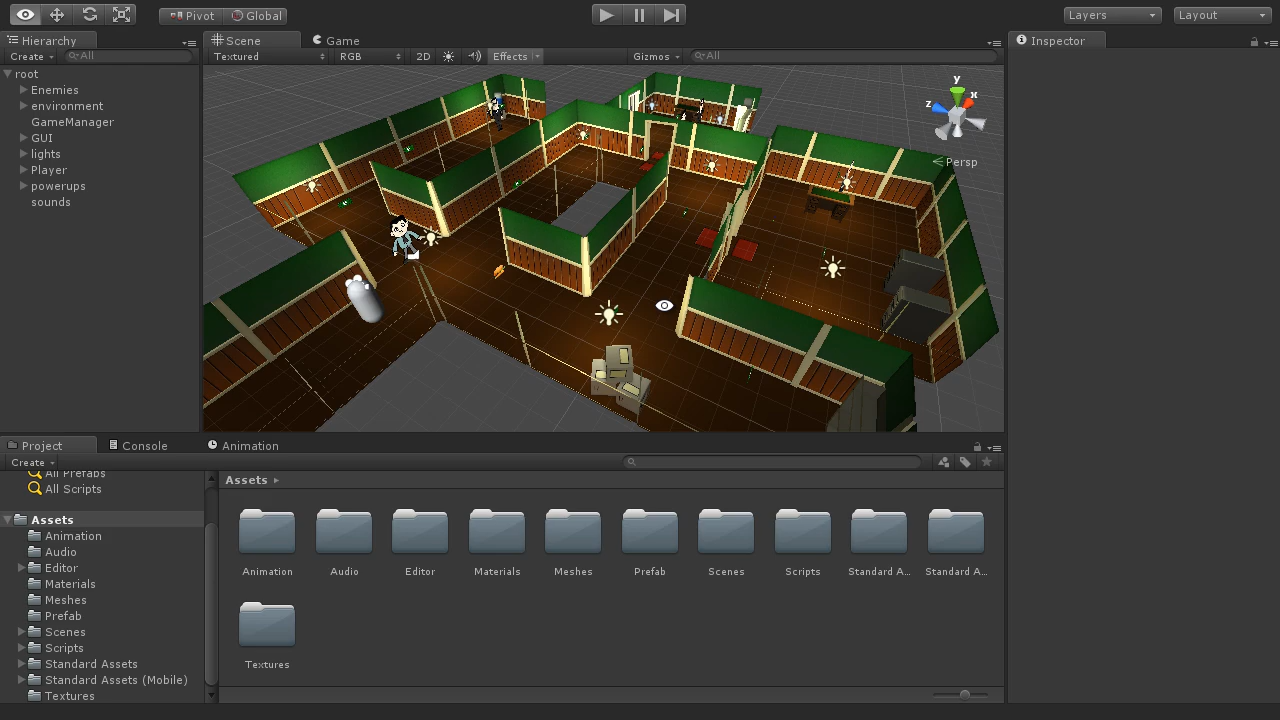 Pivot Global Layers Layout
Hierarchy Scene Game Inspector
Create All Textured RGB 2D Effects Gizmos All
root
Enemies
environment
GameManager
GUI
lights
Player
powerups
sounds
y
x
z
Persp
Project Console Animation
Create
All Prefabs
All Scripts
Assets
Animation
Audio
Editor
Materials
Meshes
Prefab
Scenes
Scripts
Standard Assets
Standard Assets (Mobile)
Textures
Assets
Animation Audio Editor Materials Meshes Prefab Scenes Scripts Standard A... Standard A...
Textures